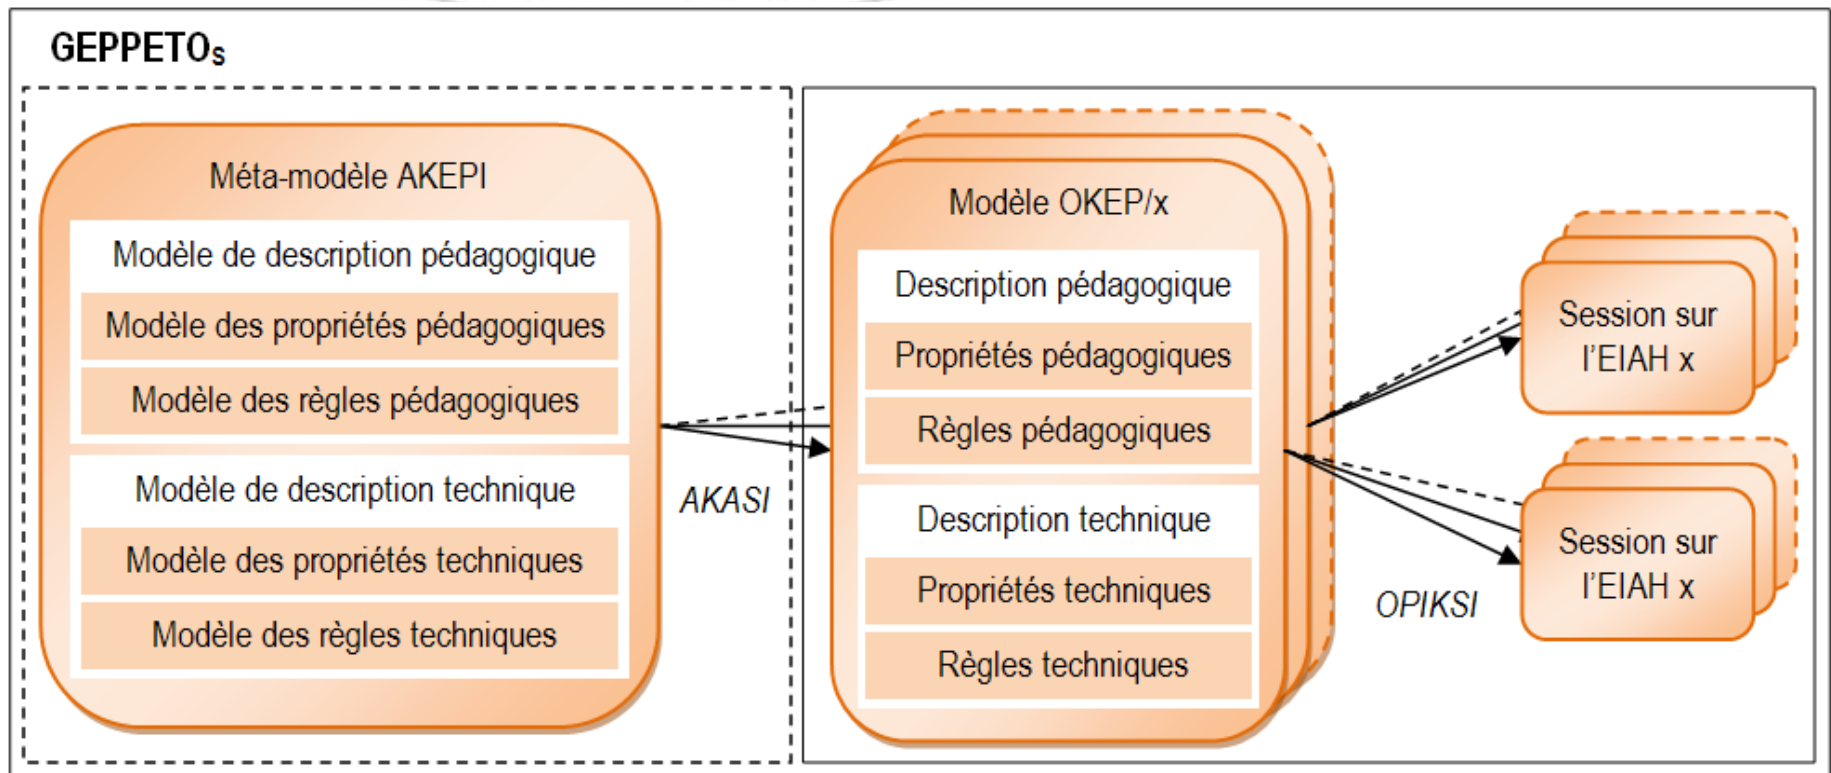 GEPPETOS
Méta-modèle AKEPI
Modèle de description pédagogique
Modèle des propriétés pédagogiques
Modèle des règles pédagogiques
Modèle de description technique
Modèle des propriétés techniques
Modèle des règles techniques
AKASI
Modèle OKEP/x
Description pédagogique
Propriétés pédagogiques
Règles pédagogiques
Description technique
Propriétés techniques
Règles techniques
OPIKSI
Session sur
l'EIAH x
Session sur
l'EIAH x